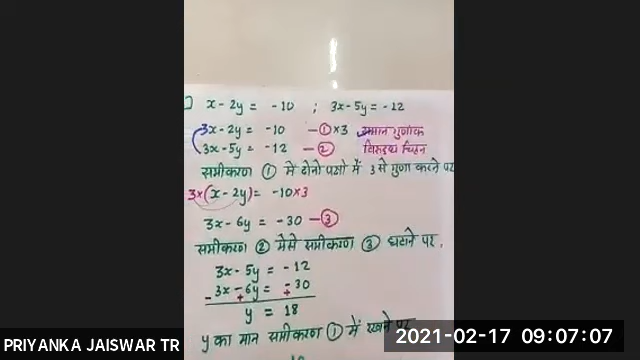 x - 2y = -10 ; 3x - 5y = -12
3x - 2y = -10 — ① ×3 समान गुणांक
3x - 5y = -12 — ② विरुद्ध चिन्ह
समीकरण ① में दोनो पक्षो में 3 से गुणा करने पर
3×(x - 2y) = -10×3
3x - 6y = -30 — ③
समीकरण ② मेसे समीकरण ③ घटाने पर,
3x - 5y = -12
3x - 6y = -30
- + +
y = 18
y का मान समीकरण ① में रखने पर
PRIYANKA JAISWAR TR
2021-02-17 09:07:07